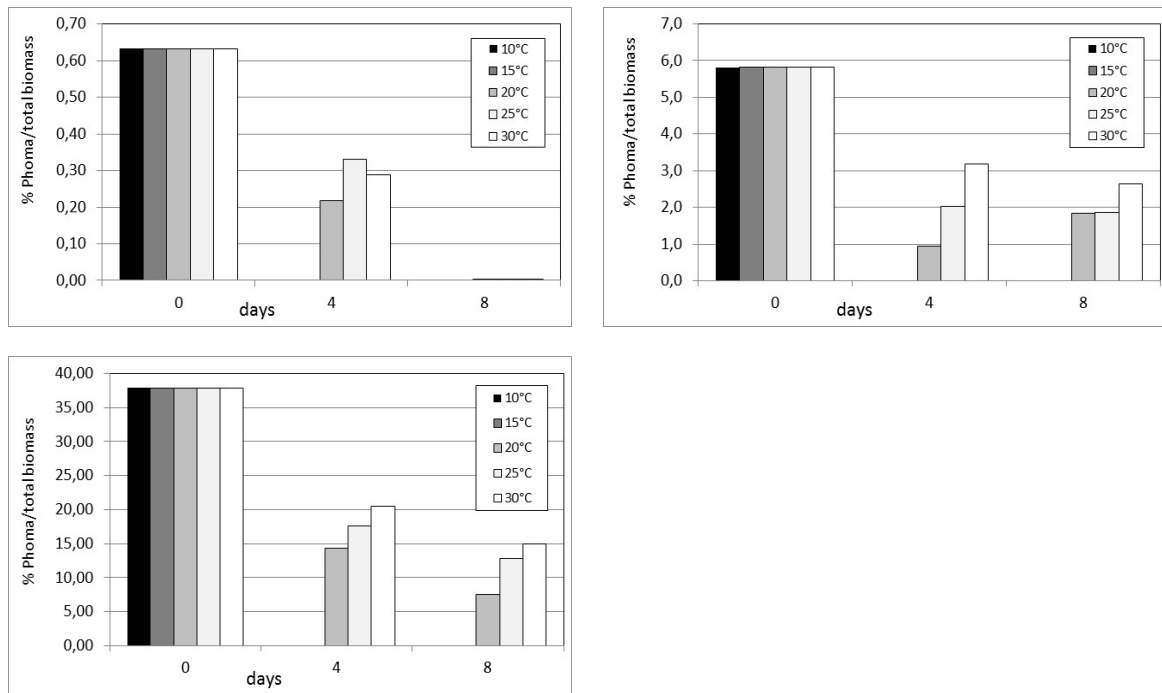 % Phoma/total biomass
0,70
0,60
0,50
0,40
0,30
0,20
0,10
0,00
10°C
15°C
20°C
25°C
30°C
0 4 8
days
% Phoma/total biomass
7,0
6,0
5,0
4,0
3,0
2,0
1,0
0,0
10°C
15°C
20°C
25°C
30°C
0 4 8
days
% Phoma/total biomass
40,00
35,00
30,00
25,00
20,00
15,00
10,00
5,00
0,00
10°C
15°C
20°C
25°C
30°C
0 4 8
days